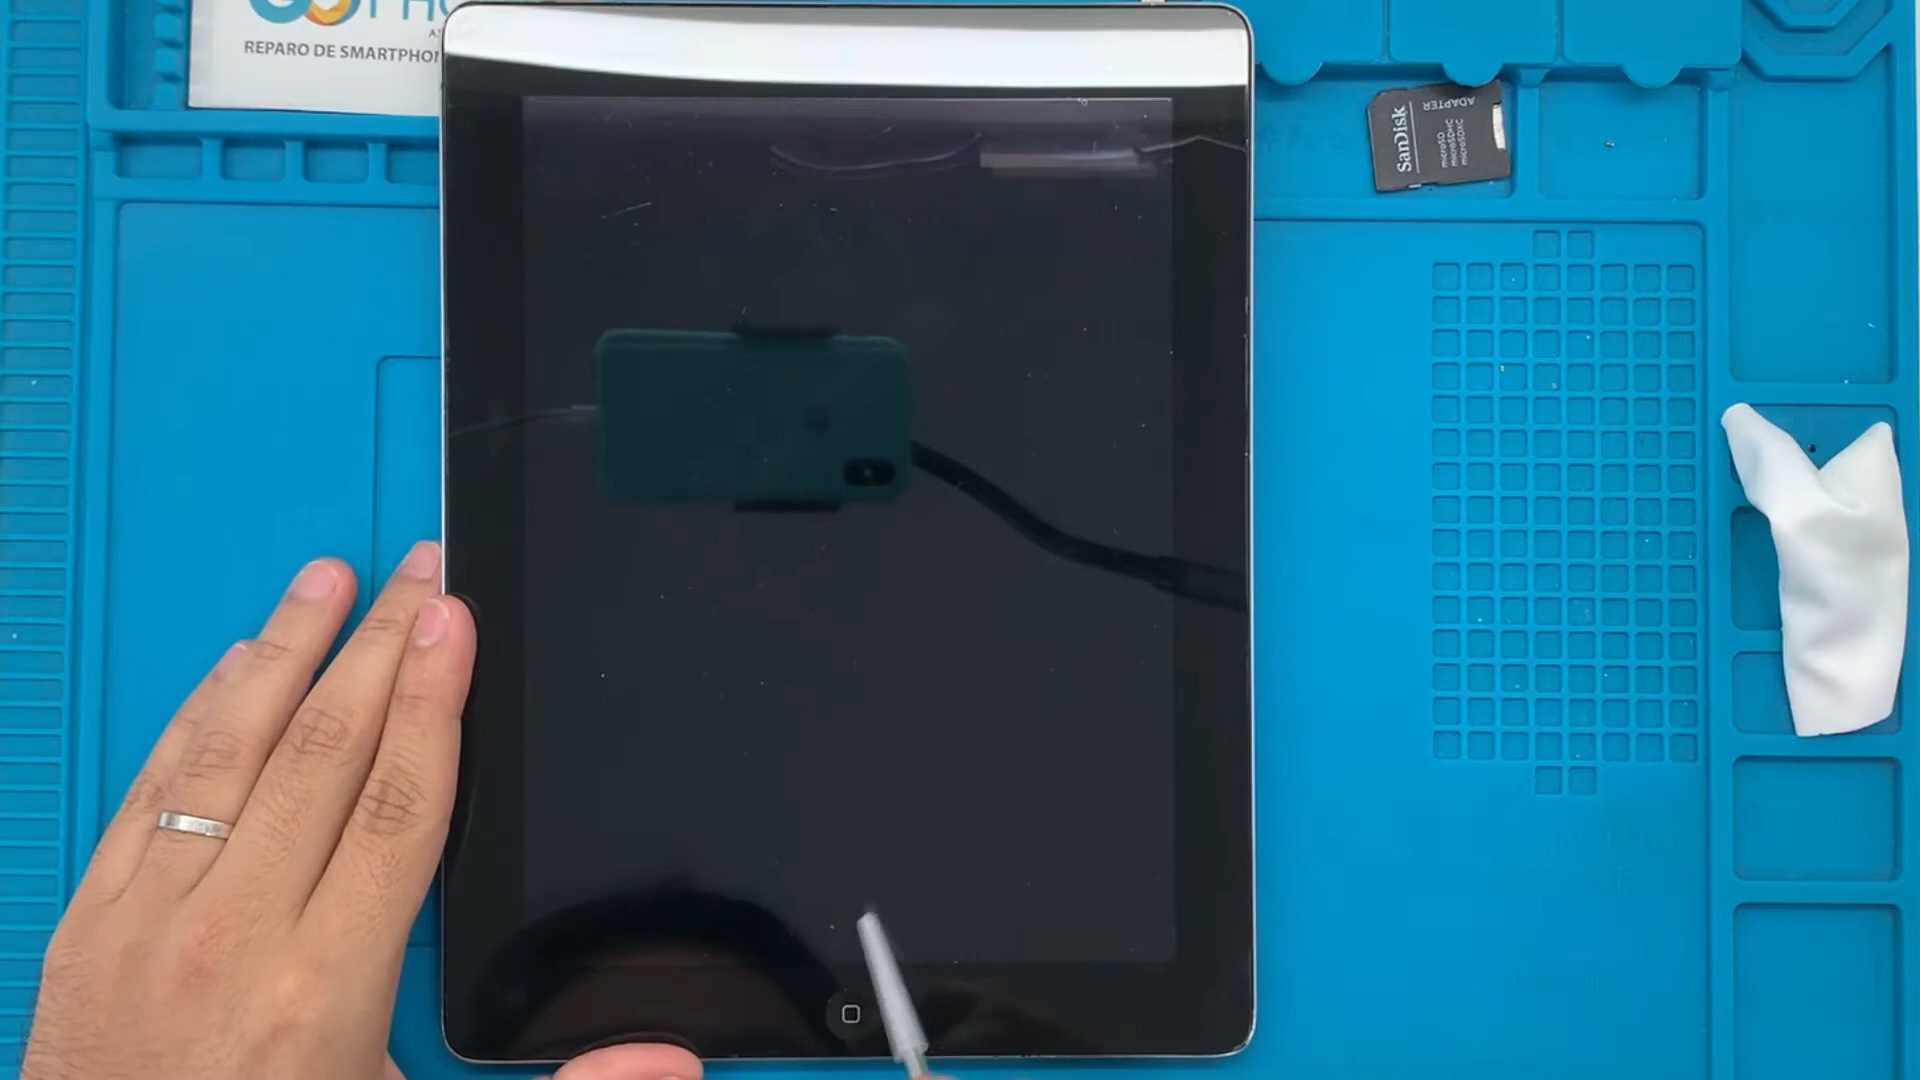 REPARO DE SMARTPHON
SanDisk
ADAPTER
microSD
microSDHC
microSDXC